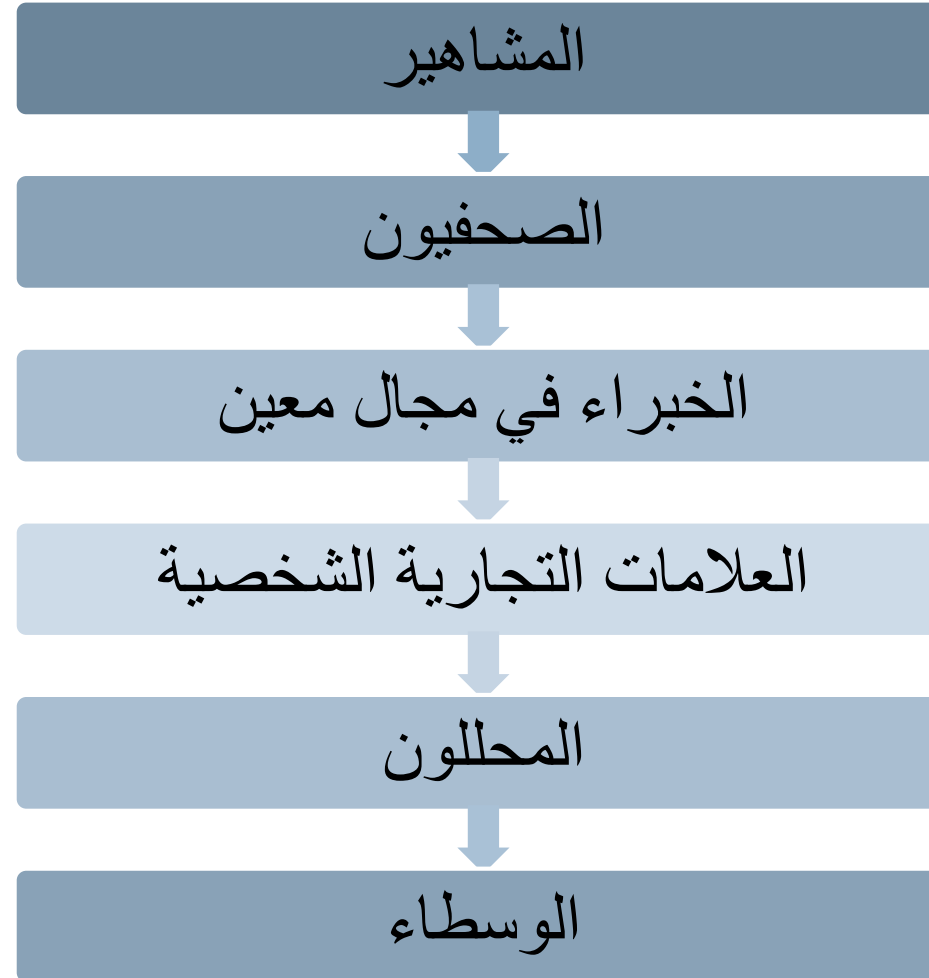 المشاهير
الصحفيون
الخبراء في مجال معين
العلامات التجارية الشخصية
المحللون
الوسطاء